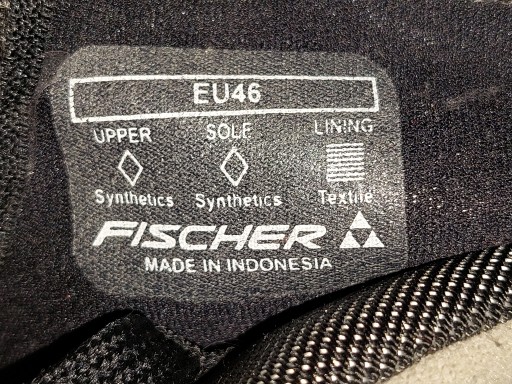 EU46
UPPER SOLE LINING
Synthetics Synthetics Textile
FISCHER
MADE IN INDONESIA